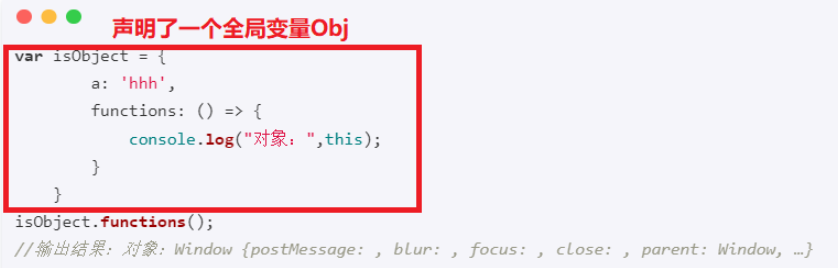 声明了一个全局变量Obj
var isObject = {
a: 'hhh',
functions: () => {
console.log("对象：",this);
}
}
isObject.functions();
//输出结果：对象：Window {postMessage: , blur: , focus: , close: , parent: Window, …}